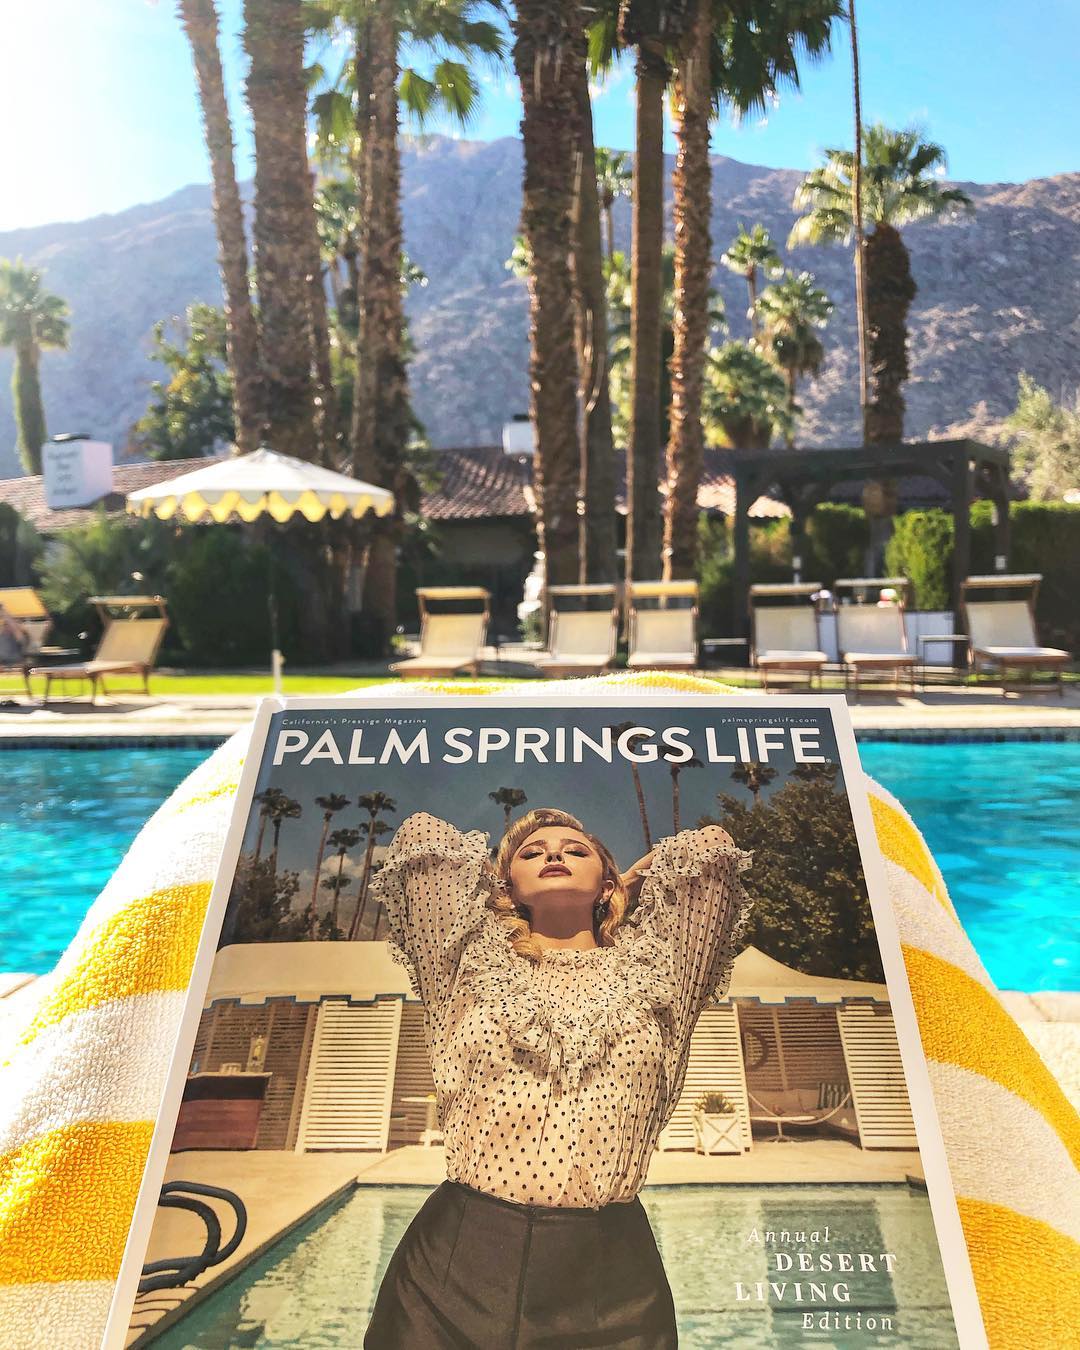 California's Prestige Magazine
palmspringslife.com
PALM SPRINGS LIFE
Annual
DESERT
LIVING
Edition